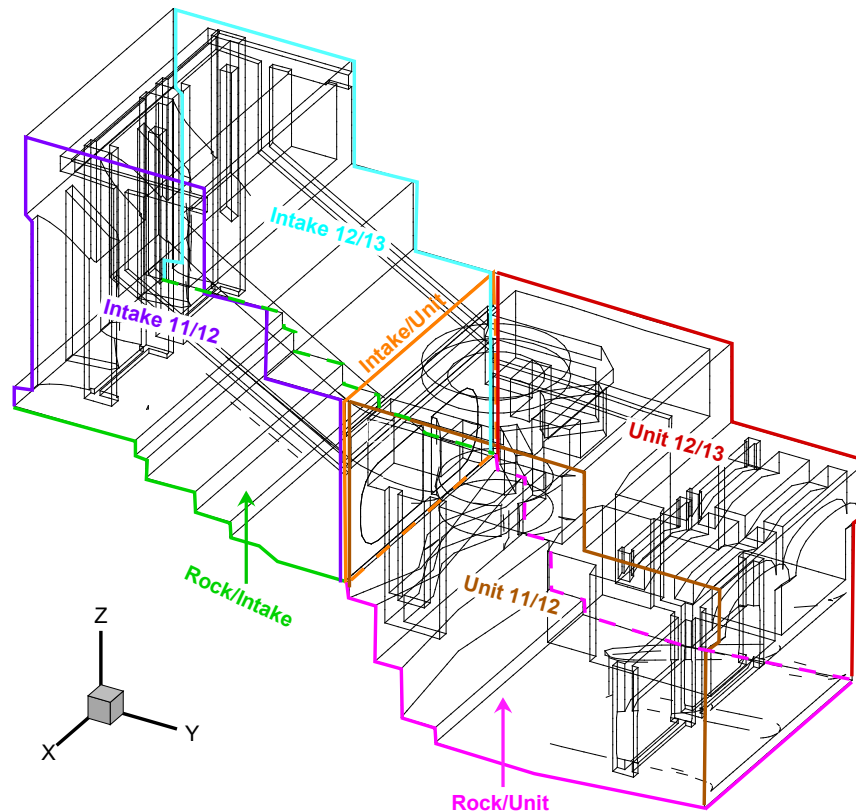 Intake 12/13
Intake 11/12
Intake/Unit
Unit 12/13
Rock/Intake
Unit 11/12
Z
Y
X
Rock/Unit